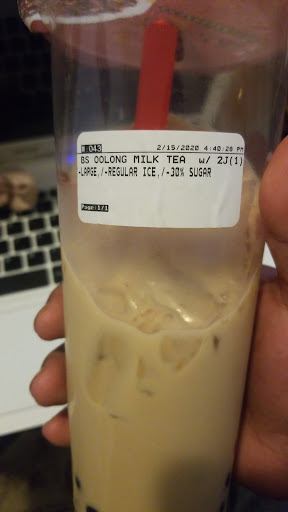 M 043
2/15/2020 4:40:28 PM
BS OOLONG MILK TEA w/ 2J(1)
-LARGE,/-REGULAR ICE,/-30% SUGAR
Page:1/1